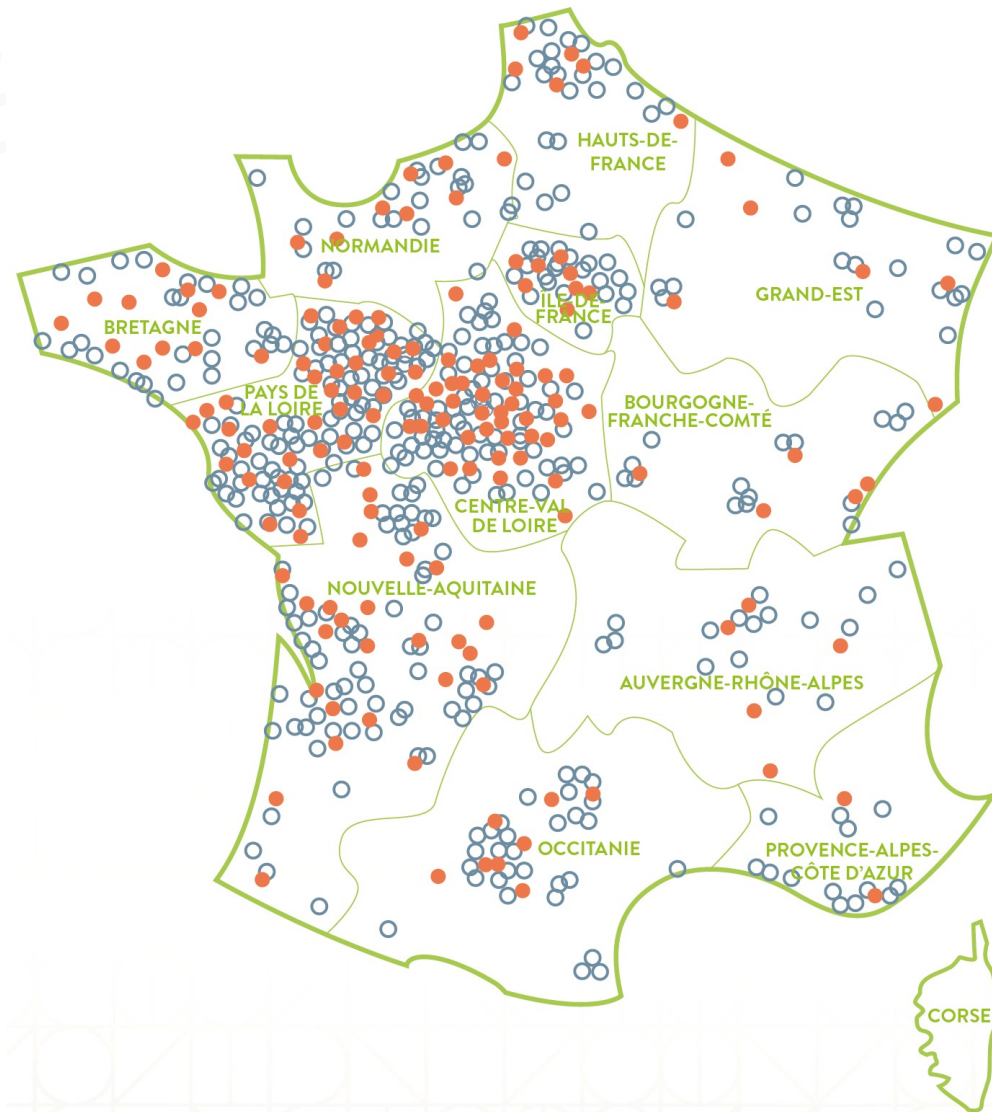 HAUTS-DE-
FRANCE
NORMANDIE
ÎLE-DE-
FRANCE
GRAND-EST
BRETAGNE
PAYS DE
LA LOIRE
BOURGOGNE-
FRANCHE-COMTÉ
CENTRE-VAL
DE LOIRE
NOUVELLE-AQUITAINE
AUVERGNE-RHÔNE-ALPES
OCCITANIE
PROVENCE-ALPES-
CÔTE D'AZUR
CORSE